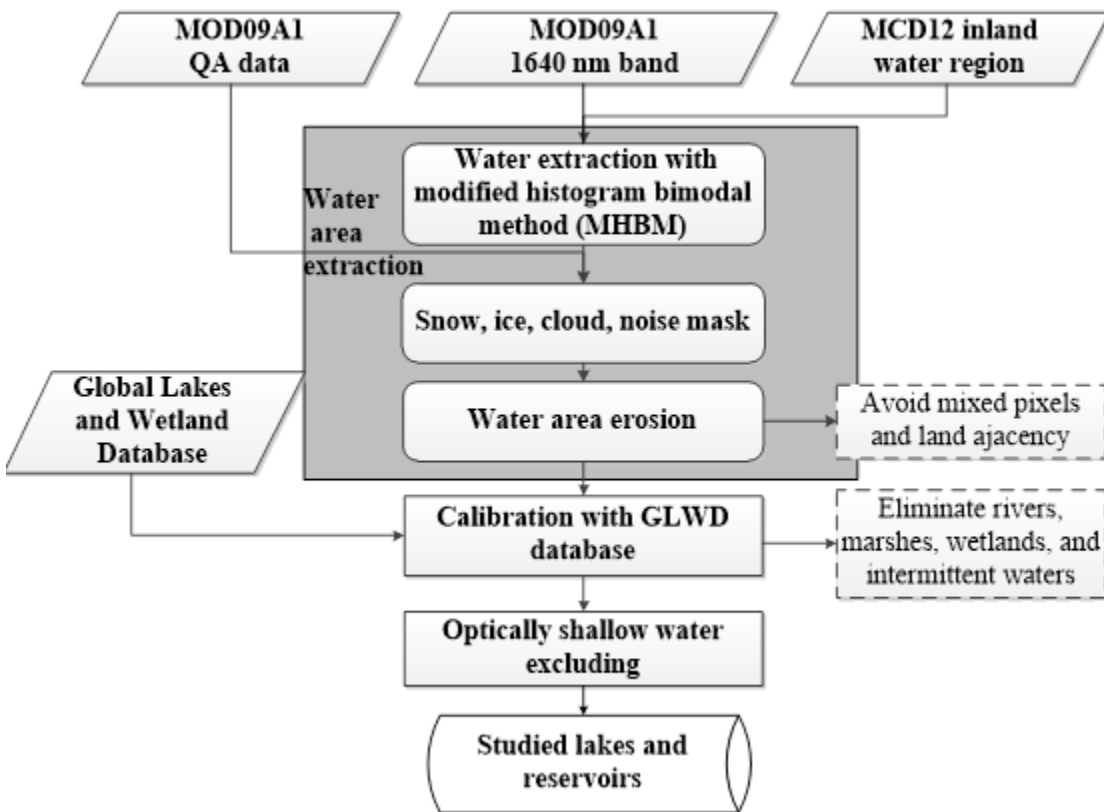 MOD09A1
QA data
MOD09A1
1640 nm band
MCD12 inland
water region
Water extraction with
modified histogram bimodal
method (MHBM)
Water
area
extraction
Snow, ice, cloud, noise mask
Global Lakes
and Wetland
Database
Water area erosion
Avoid mixed pixels
and land ajacency
Calibration with GLWD
database
Eliminate rivers,
marshes, wetlands, and
intermittent waters
Optically shallow water
excluding
Studied lakes and
reservoirs